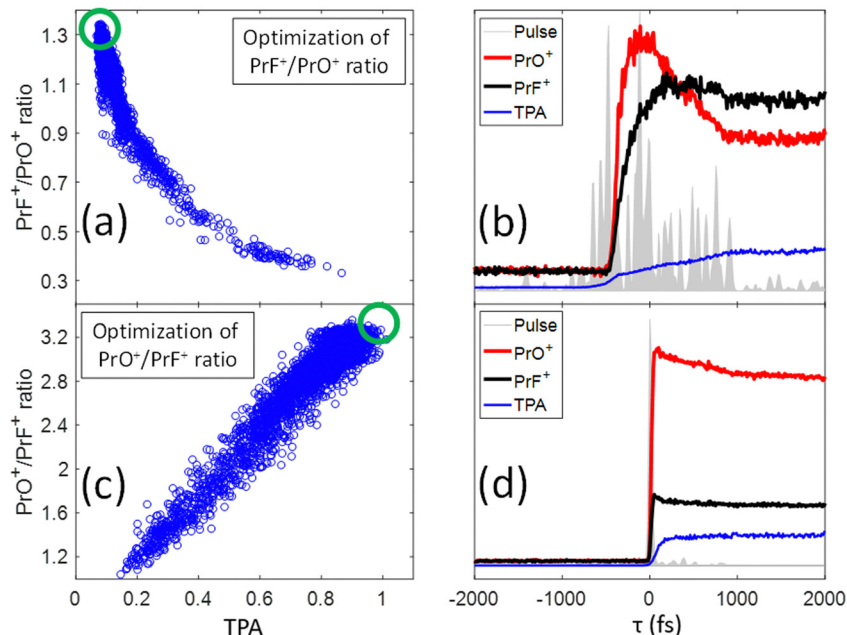 Optimization of
PrF⁺/PrO⁺ ratio
(a)
PrF⁺/PrO⁺ ratio
1.3
1.1
0.9
0.7
0.5
0.3
Pulse
PrO⁺
PrF⁺
TPA
(b)
Optimization of
PrO⁺/PrF⁺ ratio
(c)
PrO⁺/PrF⁺ ratio
3.2
2.8
2.4
2
1.6
1.2
0 0.2 0.4 0.6 0.8 1
TPA
Pulse
PrO⁺
PrF⁺
TPA
(d)
-2000 -1000 0 1000 2000
τ (fs)